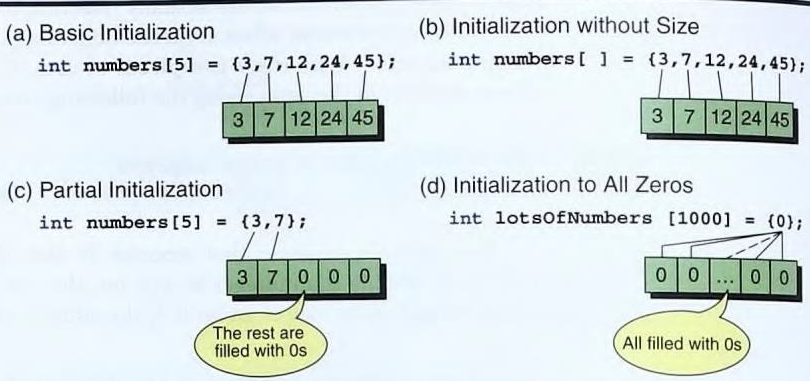 (a) Basic Initialization
int numbers[5] = {3,7,12,24,45};
3 7 12 24 45
(b) Initialization without Size
int numbers[ ] = {3,7,12,24,45};
3 7 12 24 45
(c) Partial Initialization
int numbers[5] = {3,7};
3 7 0 0 0
The rest are
filled with 0s
(d) Initialization to All Zeros
int lotsOfNumbers [1000] = {0};
0 0 ... 0 0
All filled with 0s